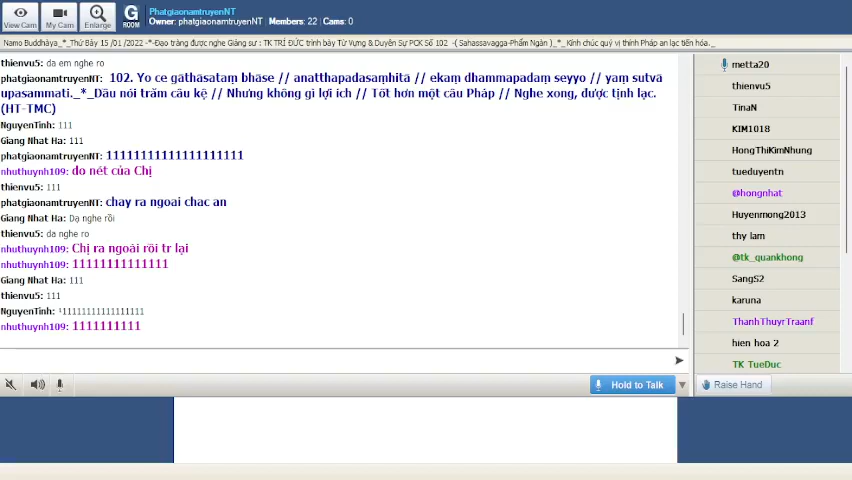 View Cam
My Cam
Enlarge
G
ROOM
PhatgiaonamtruyenNT
Owner: phatgiaonamtruyenNT | Members: 22 | Cams: 0
Namo Buddhàya_*_Thứ Bảy 15 /01 /2022 -*-Đạo tràng được nghe Giảng sư : TK TRÍ ĐỨC trình bày Từ Vựng & Duyên Sự PCK Số 102 -( Sahassavagga-Phẩm Ngàn )_*_ Kính chúc quý vị thính Pháp an lạc tiến hóa._
thienvu5: da em nghe ro
phatgiaonamtruyenNT: 102. Yo ce gāthāsataṃ bhāse // anatthapadasaṃhitā // ekaṃ dhammapadaṃ seyyo // yaṃ sutvā
upasammati._*_Dầu nói trăm câu kệ // Nhưng không gì lợi ích // Tốt hơn một câu Pháp // Nghe xong, được tịnh lạc.
(HT-TMC)
NguyenTinh: 111
Giang Nhat Ha: 111
phatgiaonamtruyenNT: 11111111111111111111
nhuthuynh109: do nét của Chị
thienvu5: 111
phatgiaonamtruyenNT: chay ra ngoai chac an
Giang Nhat Ha: Dạ nghe rồi
thienvu5: da nghe ro
nhuthuynh109: Chị ra ngoài rồi tr lại
nhuthuynh109: 11111111111111
Giang Nhat Ha: 111
thienvu5: 111
NguyenTinh: ¹11111111111111111
nhuthuynh109: 1111111111
Hold to Talk
metta20
thienvu5
TinaN
KIM1018
HongThiKimNhung
tueduyentn
@hongnhat
Huyenmong2013
thy lam
@tk_quankhong
SangS2
karuna
ThanhThuyrTraanf
hien hoa 2
TK TueDuc
Raise Hand